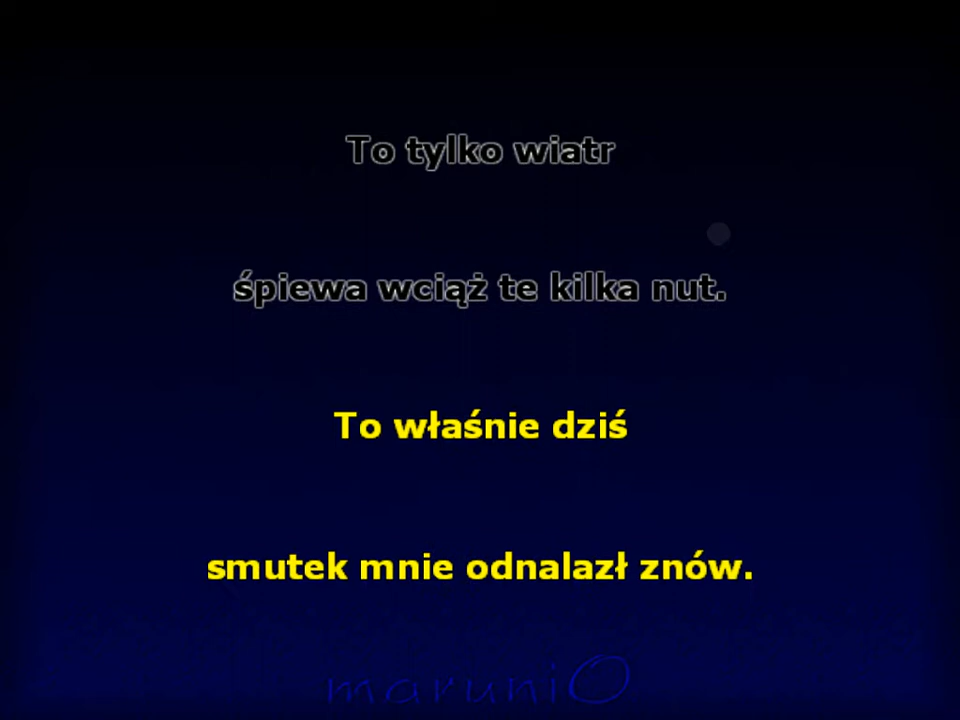 To tylko wiatr
śpiewa wciąż te kilka nut.
To właśnie dziś
smutek mnie odnalazł znów.
maruniO